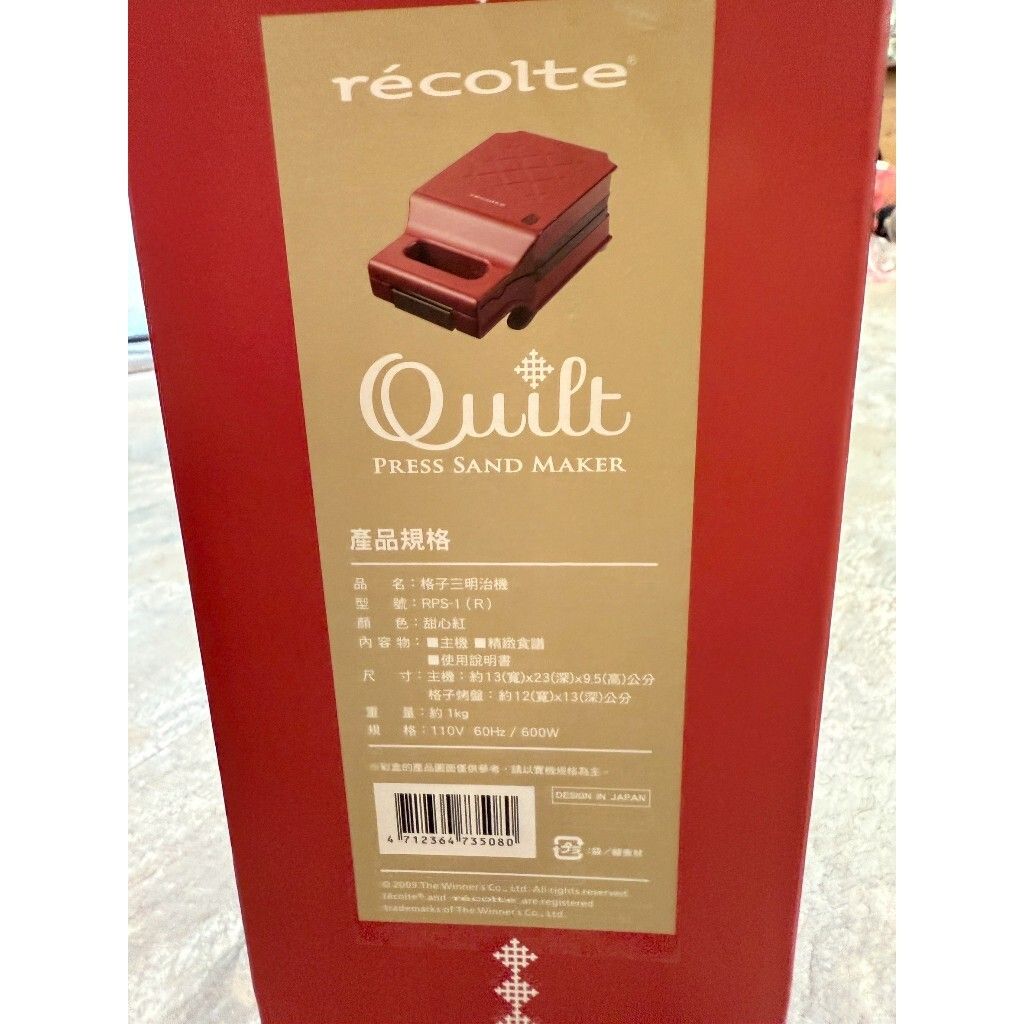 récolte®
récolte
Quilt
PRESS SAND MAKER
產品規格
品 名：格子三明治機
型 號：RPS-1（R）
顏 色：甜心紅
內容物：■主機 ■精緻食譜
■使用說明書
尺 寸：主機：約13(寬)x23(深)x9.5(高)公分
格子烤盤：約12(寬)x13(深)公分
重 量：約1kg
規 格：110V 60Hz / 600W
※彩盒的產品圖面僅供參考，請以實機規格為主。
DESIGN IN JAPAN
4 712364 735080
：袋／緩衝材
© 2009 The Winner's Co., Ltd. All rights reserved.
récolte® and récolte are registered
trademarks of The Winner's Co., Ltd.